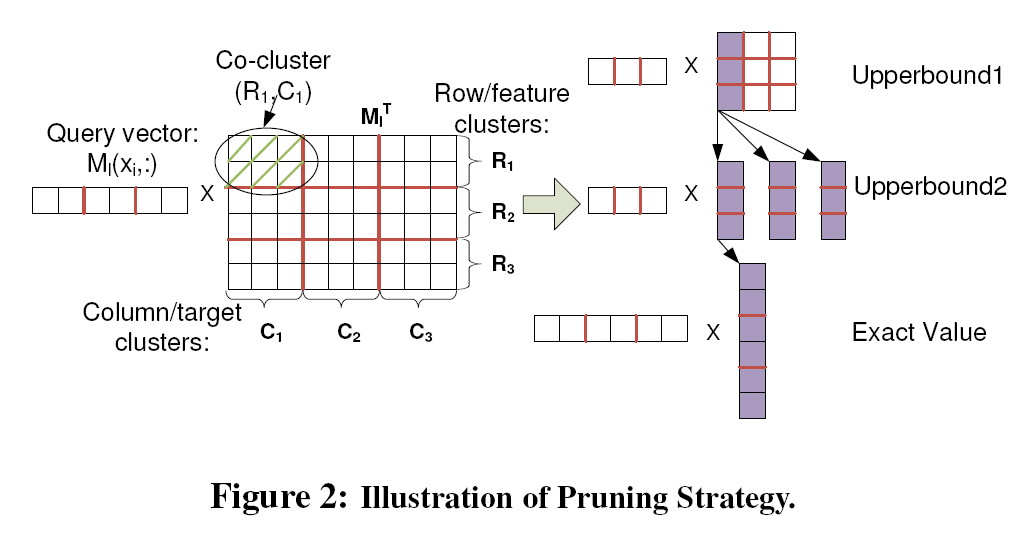 Co-cluster
(R1,C1)
Query vector:
Ml(xi,:)
X
MlT
Row/feature
clusters:
R1
R2
R3
Column/target
clusters:
C1
C2
C3
X
Upperbound1
X
Upperbound2
X
Exact Value
Figure 2: Illustration of Pruning Strategy.